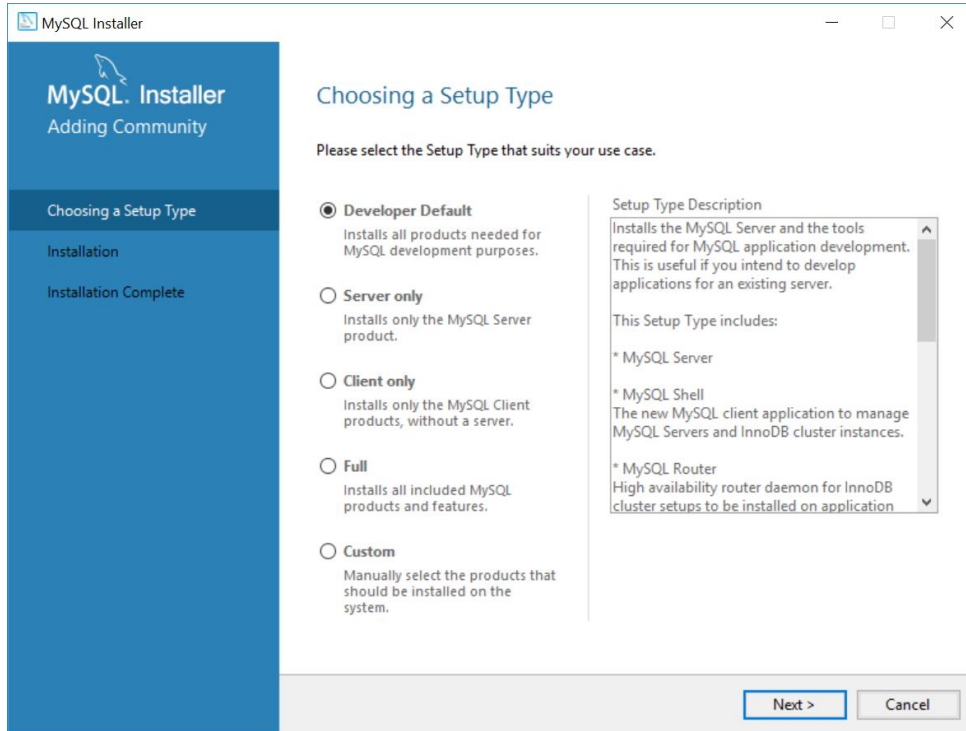 MySQL Installer
MySQL. Installer
Adding Community
Choosing a Setup Type
Installation
Installation Complete
Choosing a Setup Type
Please select the Setup Type that suits your use case.
Developer Default
Installs all products needed for
MySQL development purposes.
Server only
Installs only the MySQL Server
product.
Client only
Installs only the MySQL Client
products, without a server.
Full
Installs all included MySQL
products and features.
Custom
Manually select the products that
should be installed on the
system.
Setup Type Description
Installs the MySQL Server and the tools
required for MySQL application development.
This is useful if you intend to develop
applications for an existing server.
This Setup Type includes:
* MySQL Server
* MySQL Shell
The new MySQL client application to manage
MySQL Servers and InnoDB cluster instances.
* MySQL Router
High availability router daemon for InnoDB
cluster setups to be installed on application
Next >
Cancel